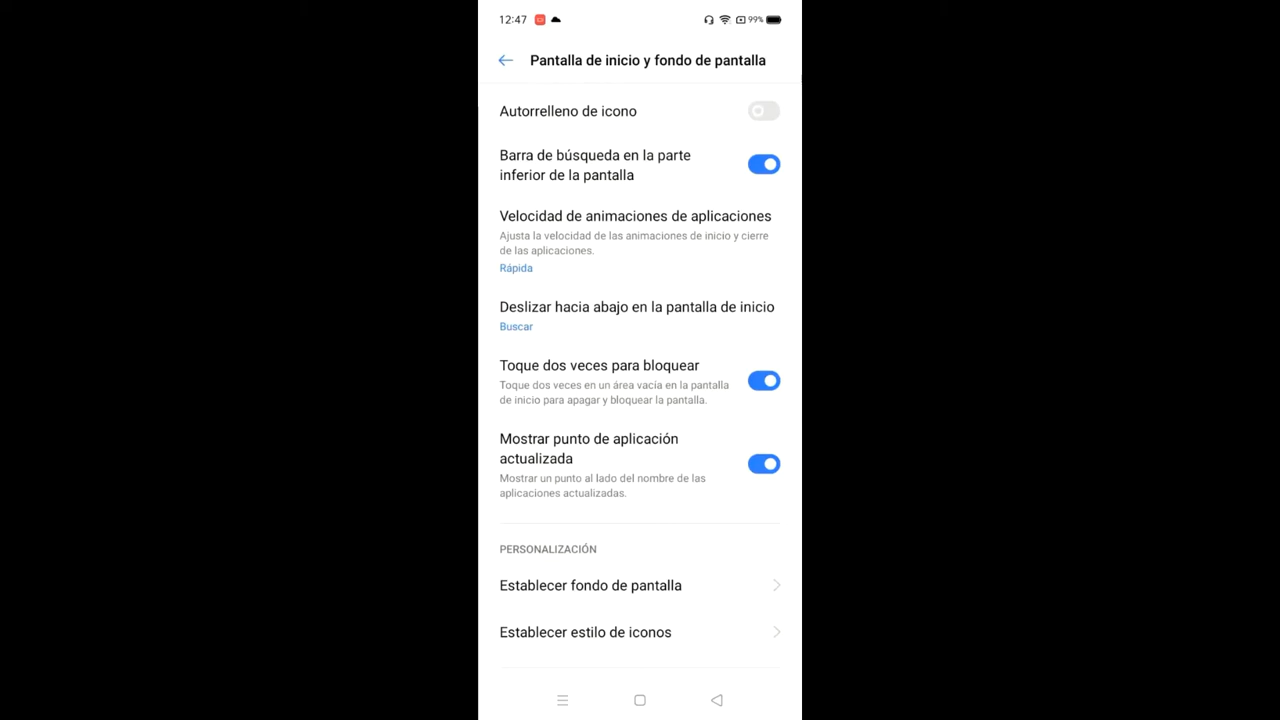 12:47
99%
Pantalla de inicio y fondo de pantalla
Autorrelleno de icono
Barra de búsqueda en la parte
inferior de la pantalla
Velocidad de animaciones de aplicaciones
Ajusta la velocidad de las animaciones de inicio y cierre
de las aplicaciones.
Rápida
Deslizar hacia abajo en la pantalla de inicio
Buscar
Toque dos veces para bloquear
Toque dos veces en un área vacía en la pantalla
de inicio para apagar y bloquear la pantalla.
Mostrar punto de aplicación
actualizada
Mostrar un punto al lado del nombre de las
aplicaciones actualizadas.
PERSONALIZACIÓN
Establecer fondo de pantalla
Establecer estilo de iconos